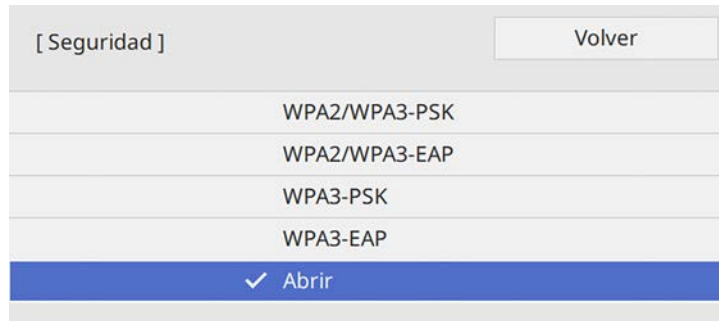 [ Seguridad ]
Volver
WPA2/WPA3-PSK
WPA2/WPA3-EAP
WPA3-PSK
WPA3-EAP
Abrir